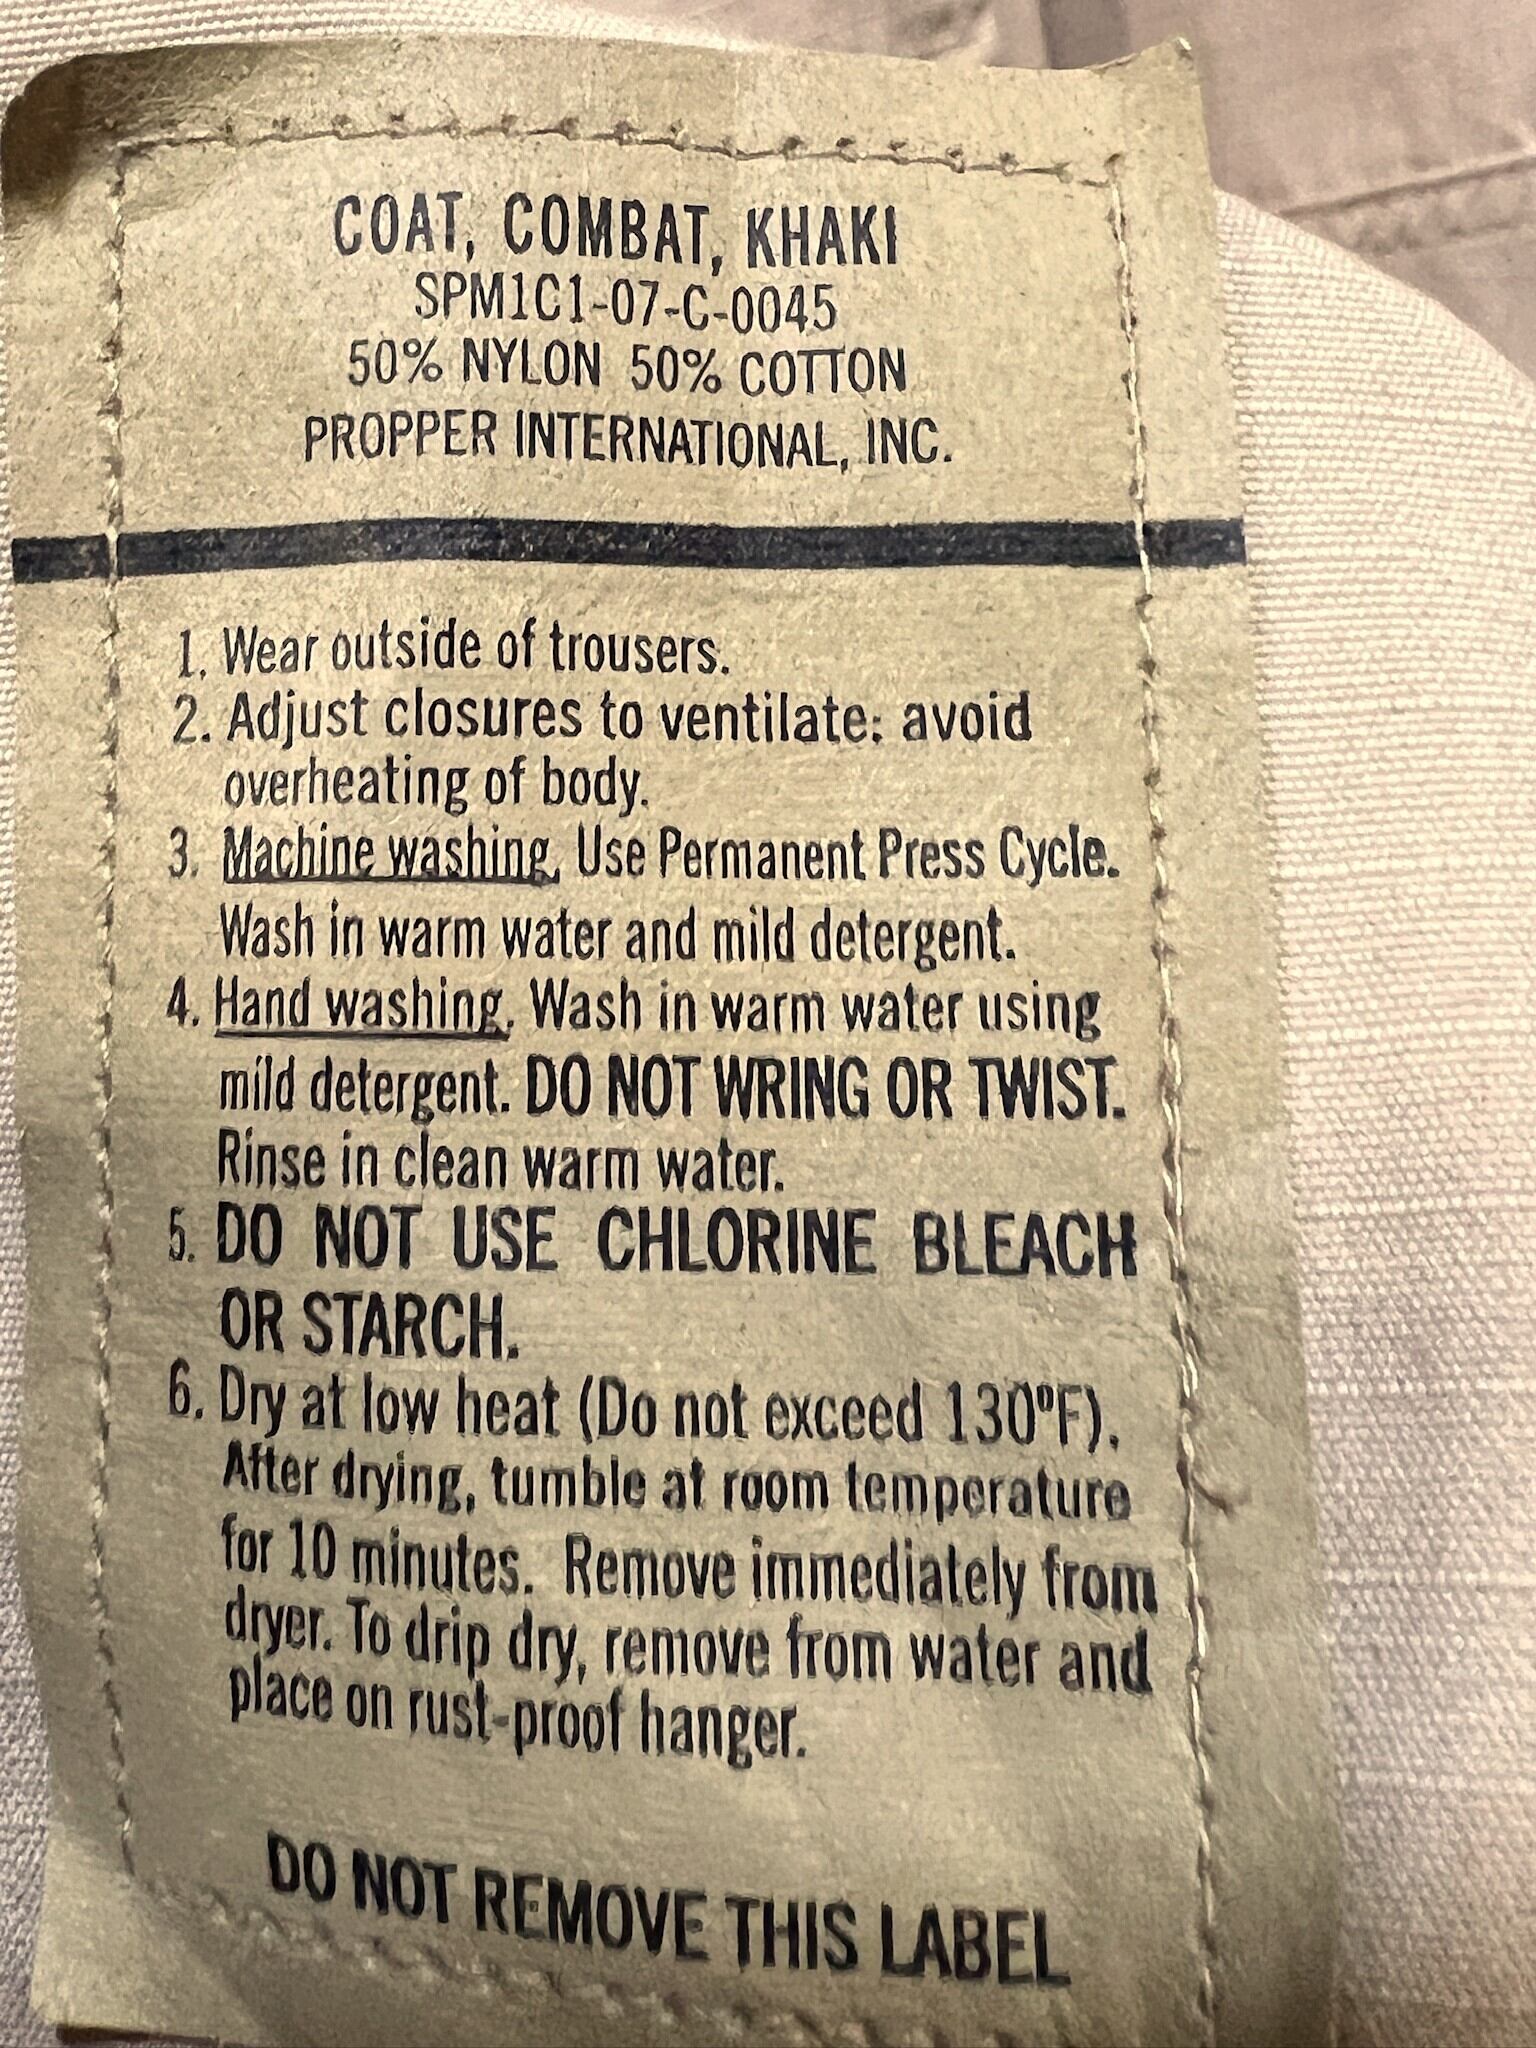 COAT, COMBAT, KHAKI
SPM1C1-07-C-0045
50% NYLON 50% COTTON
PROPPER INTERNATIONAL, INC.
1. Wear outside of trousers.
2. Adjust closures to ventilate: avoid
overheating of body.
3. Machine washing. Use Permanent Press Cycle.
Wash in warm water and mild detergent.
4. Hand washing. Wash in warm water using
mild detergent. DO NOT WRING OR TWIST.
Rinse in clean warm water.
5. DO NOT USE CHLORINE BLEACH
OR STARCH.
6. Dry at low heat (Do not exceed 130ºF).
After drying, tumble at room temperature
for 10 minutes. Remove immediately from
dryer. To drip dry, remove from water and
place on rust-proof hanger.
DO NOT REMOVE THIS LABEL